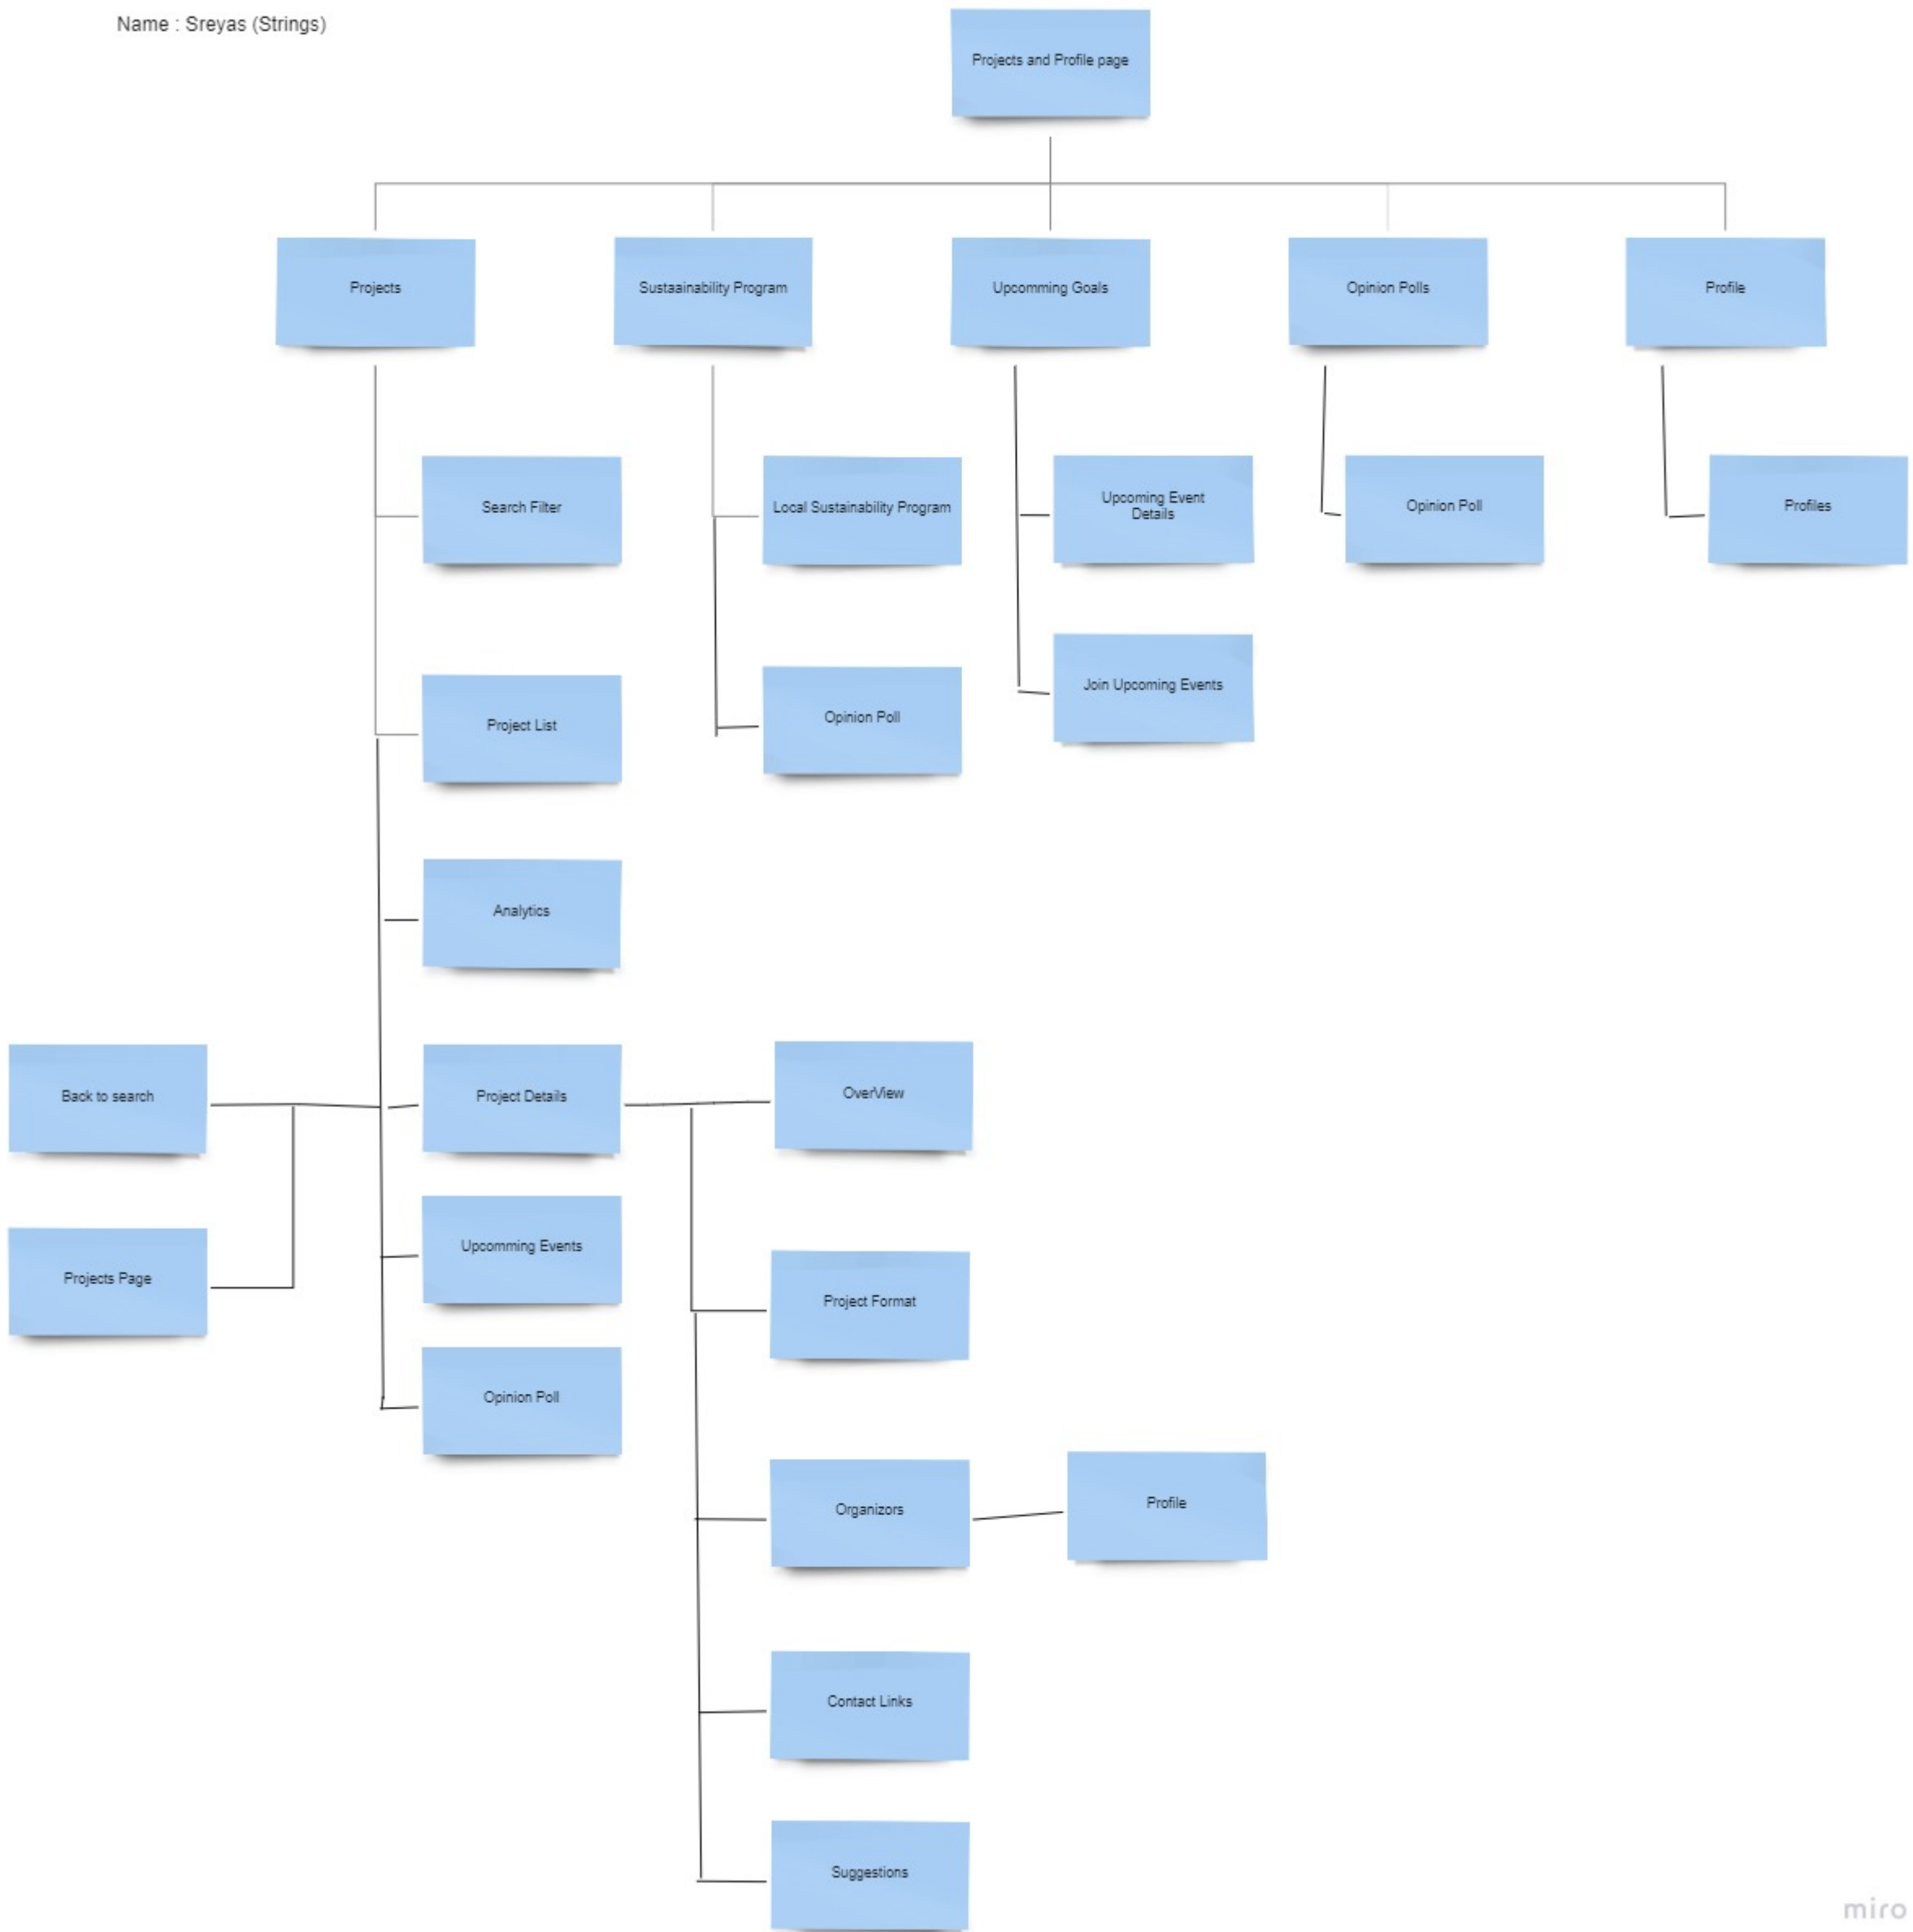 Name : Sreyas (Strings)
Projects and Profile page
Projects
Sustaainability Program
Upcomming Goals
Opinion Polls
Profile
Search Filter
Local Sustainability Program
Upcoming Event
Details
Opinion Poll
Profiles
Project List
Opinion Poll
Join Upcoming Events
Analytics
Back to search
Project Details
OverView
Projects Page
Upcomming Events
Project Format
Opinion Poll
Organizors
Profile
Contact Links
Suggestions
miro